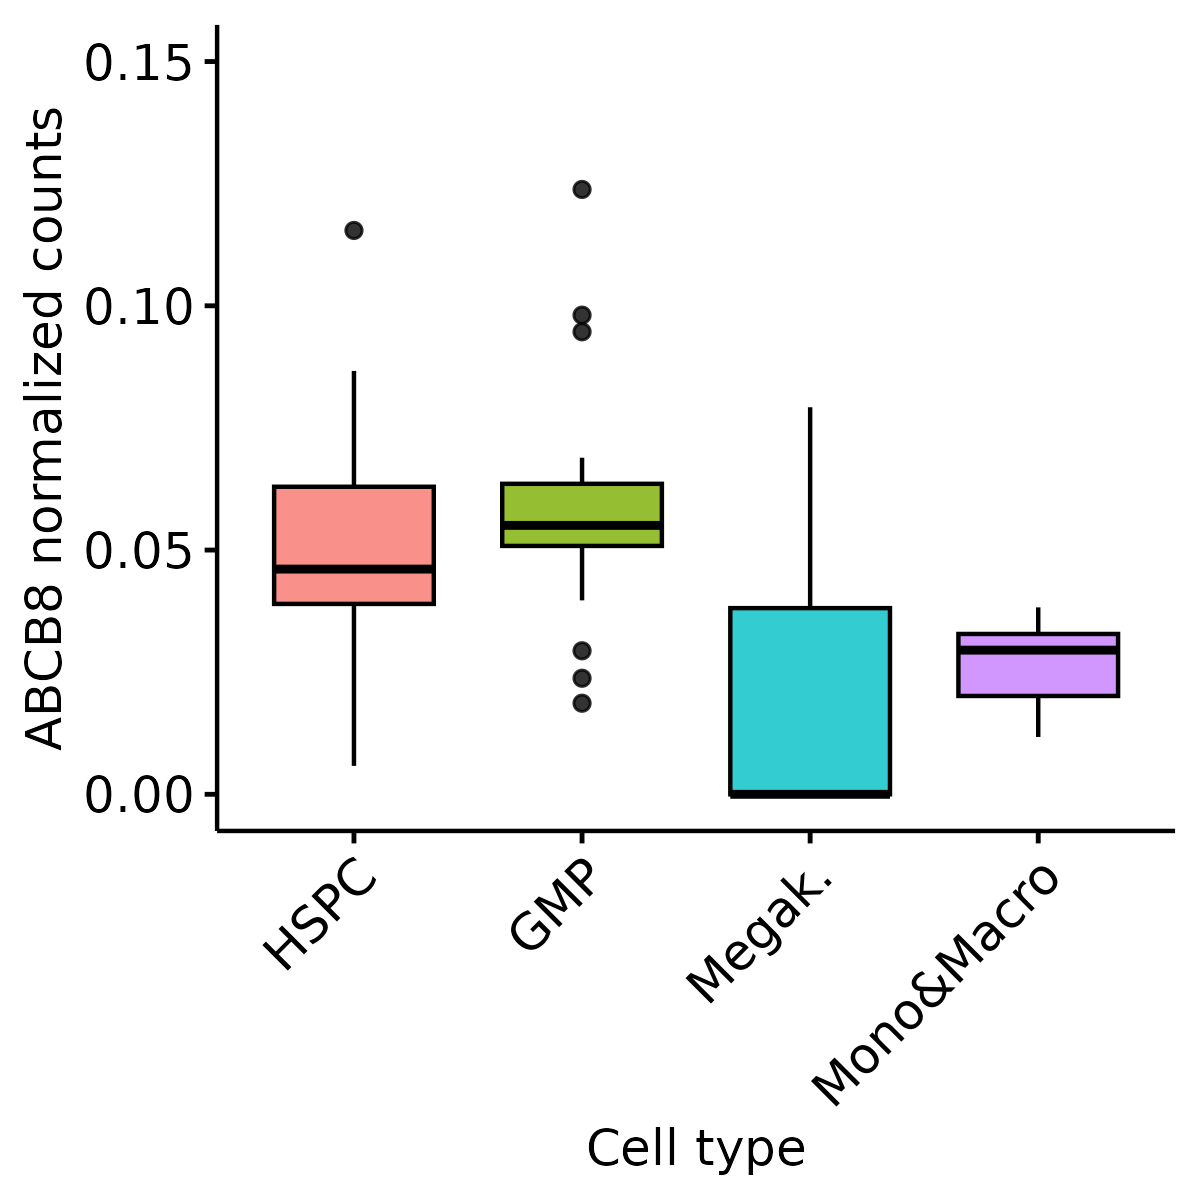 ABCB8 normalized counts
0.15
0.10
0.05
0.00
HSPC
GMP
Megak.
Mono&Macro
Cell type